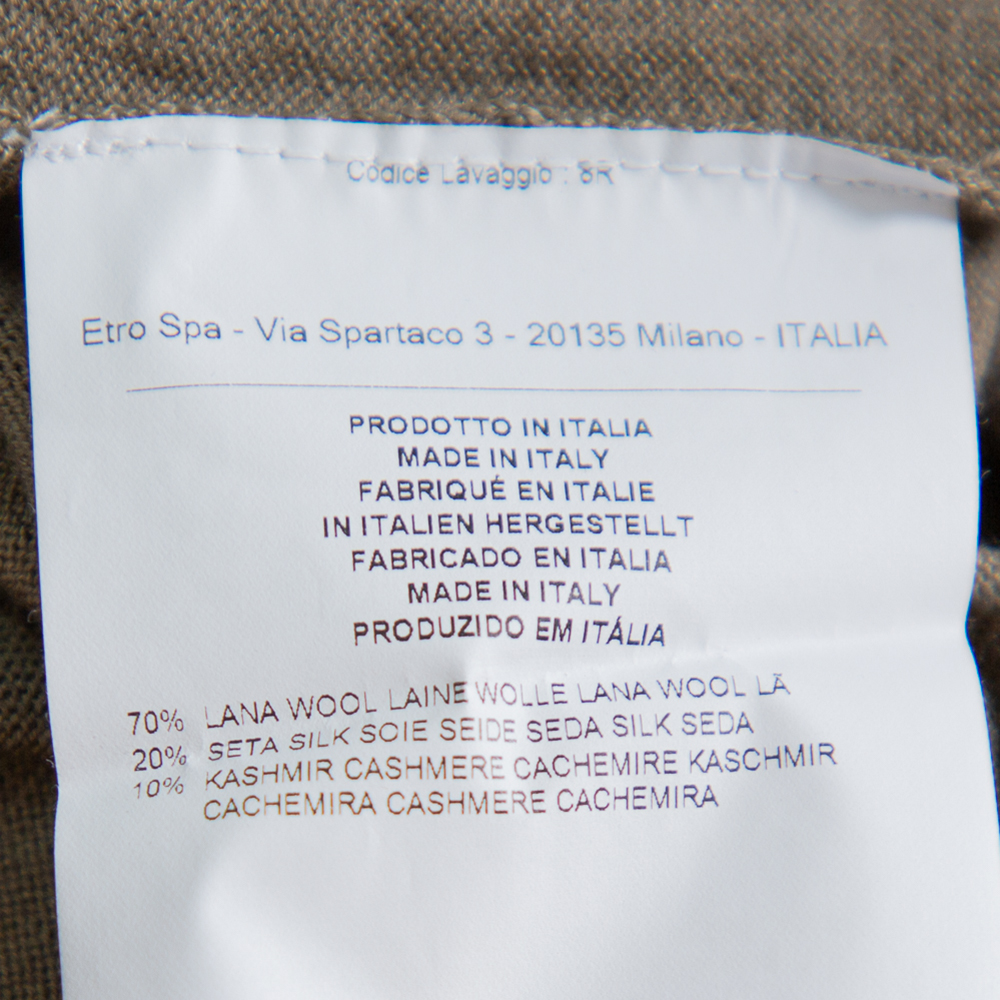 Codice Lavaggio : 8R
Etro Spa - Via Spartaco 3 - 20135 Milano - ITALIA
PRODOTTO IN ITALIA
MADE IN ITALY
FABRIQUÉ EN ITALIE
IN ITALIEN HERGESTELLT
FABRICADO EN ITALIA
MADE IN ITALY
PRODUZIDO EM ITÁLIA
70% LANA WOOL LAINE WOLLE LANA WOOL LÃ
20% SETA SILK SOIE SEIDE SEDA SILK SEDA
10% KASHMIR CASHMERE CACHEMIRE KASCHMIR
CACHEMIRA CASHMERE CACHEMIRA